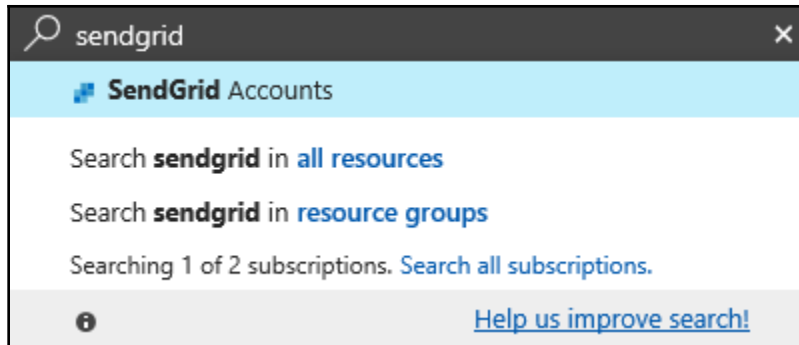 sendgrid
SendGrid Accounts
Search sendgrid in all resources
Search sendgrid in resource groups
Searching 1 of 2 subscriptions. Search all subscriptions.
Help us improve search!